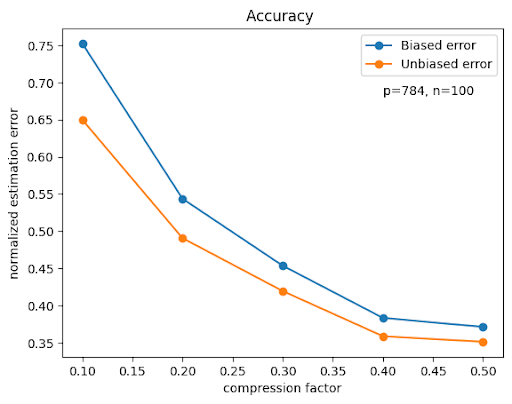 Accuracy
Biased error
Unbiased error
p=784, n=100
normalized estimation error
0.75
0.70
0.65
0.60
0.55
0.50
0.45
0.40
0.35
0.10 0.15 0.20 0.25 0.30 0.35 0.40 0.45 0.50
compression factor